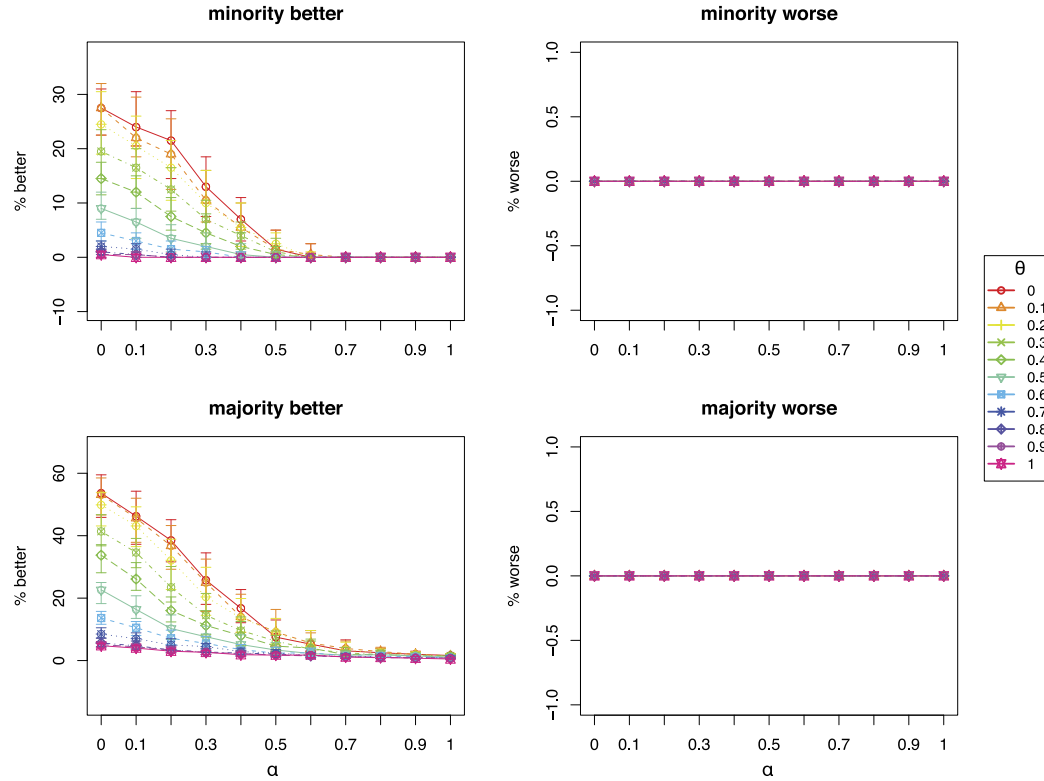 minority better
minority worse
% better
30
20
10
0
−10
0 0.1 0.3 0.5 0.7 0.9 1
% worse
1.0
0.5
0.0
−0.5
−1.0
0 0.1 0.3 0.5 0.7 0.9 1
θ
0
0.1
0.2
0.3
0.4
0.5
0.6
0.7
0.8
0.9
1
majority better
majority worse
% better
60
40
20
0
0 0.1 0.3 0.5 0.7 0.9 1
α
% worse
1.0
0.5
0.0
−0.5
−1.0
0 0.1 0.3 0.5 0.7 0.9 1
α